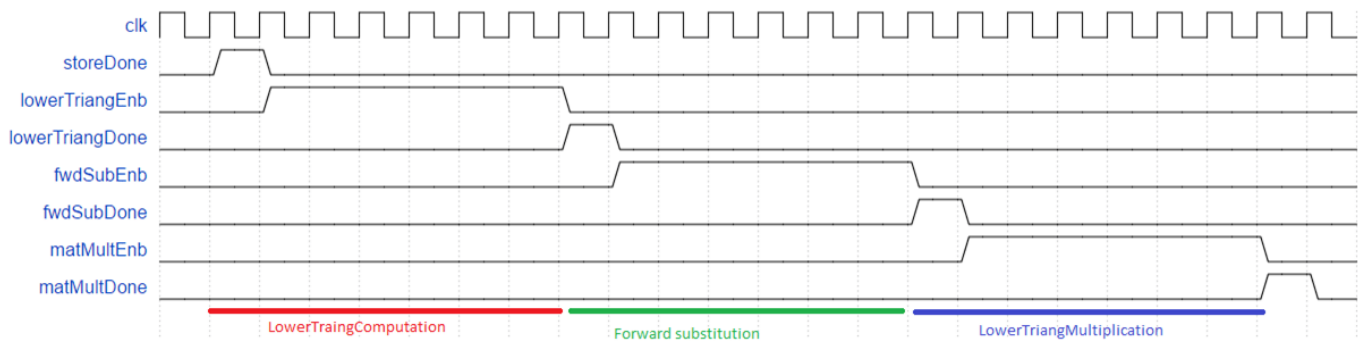 clk
storeDone
lowerTriangEnb
lowerTriangDone
fwdSubEnb
fwdSubDone
matMultEnb
matMultDone
LowerTraingComputation
Forward substitution
LowerTriangMultiplication